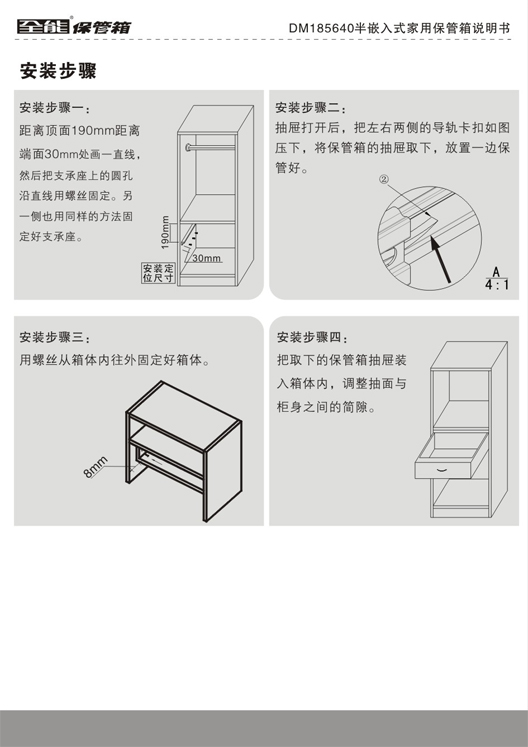 全能®保管箱
DM185640半嵌入式家用保管箱说明书
安装步骤
安装步骤一：
距离顶面190mm距离
端面30mm处画一直线，
然后把支承座上的圆孔
沿直线用螺丝固定。另
一侧也用同样的方法固
定好支承座。
190mm
30mm
安装定
位尺寸
安装步骤二：
抽屉打开后，把左右两侧的导轨卡扣如图
压下，将保管箱的抽屉取下，放置一边保
管好。
②
A
4:1
安装步骤三：
用螺丝从箱体内往外固定好箱体。
8mm
安装步骤四：
把取下的保管箱抽屉装
入箱体内，调整抽面与
柜身之间的简隙。